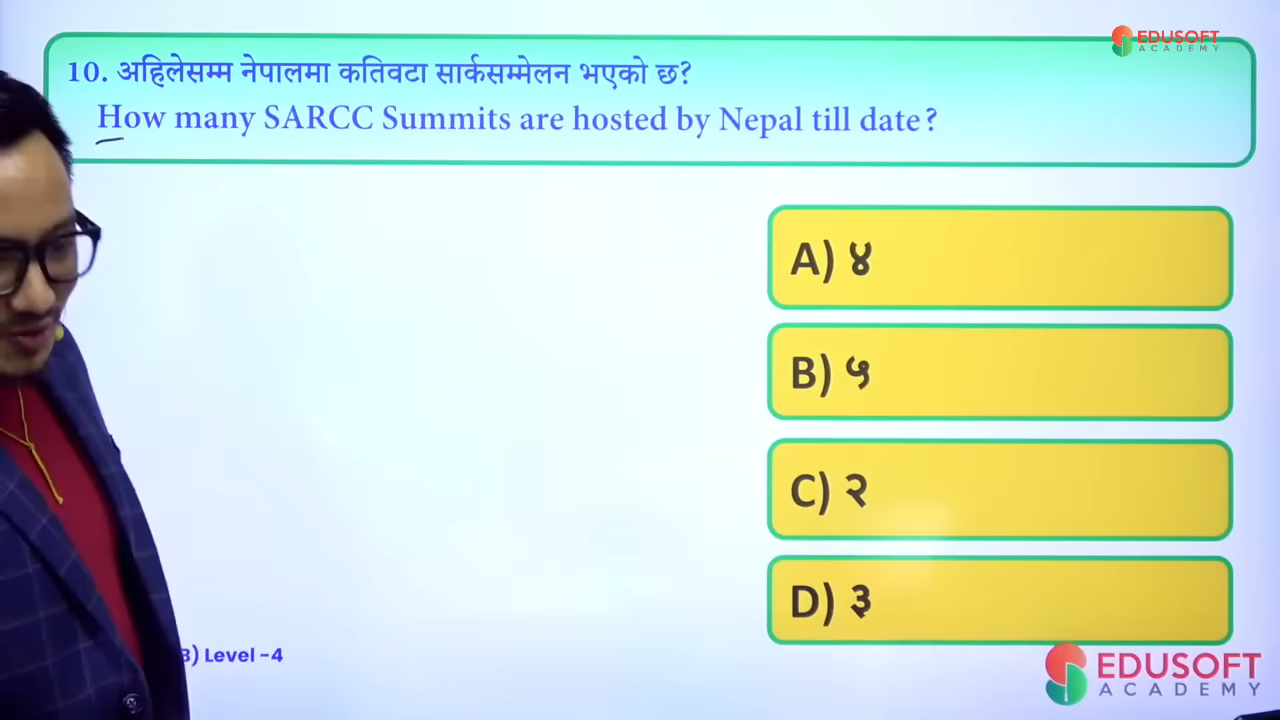 EDUSOFT
ACADEMY
10. अहिलेसम्म नेपालमा कतिवटा सार्कसम्मेलन भएको छ?
How many SARCC Summits are hosted by Nepal till date?
A) ४
B) ५
C) २
D) ३
B) Level -4
EDUSOFT
ACADEMY